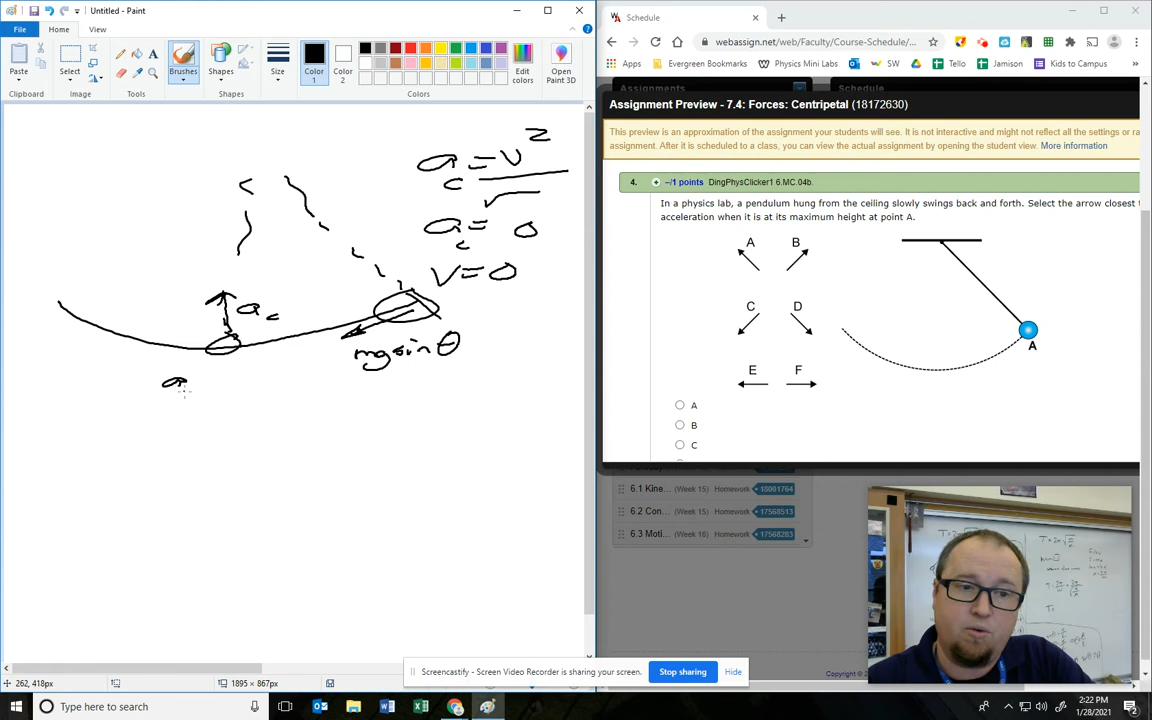 Untitled - Paint
File
Home
View
Paste
Select
Tools
Brushes
Shapes
Size
Color 1
Color 2
Edit colors
Open Paint 3D
Clipboard
Image
Tools
Shapes
Colors
a_c = v²
r
a_c 0
v = 0
a_c
mg sin θ
a
262, 418px
1895 × 867px
Schedule
webassign.net/web/Faculty/Course-Schedule/...
Apps
Evergreen Bookmarks
Physics Mini Labs
SW
Tello
Jamison
Kids to Campus
Assignments
Schedule
Assignment Preview - 7.4: Forces: Centripetal (18172630)
This preview is an approximation of the assignment your students will see. It is not interactive and might not reflect all the settings or
assignment. After it is scheduled to a class, you can view the actual assignment by opening the student view. More information
4.
–/1 points DingPhysClicker1 6.MC.04b.
In a physics lab, a pendulum hung from the ceiling slowly swings back and forth. Select the arrow closest
acceleration when it is at its maximum height at point A.
A B
C D
E F
A
A
B
C
6.1 Kine... (Week 15) Homework 18001764
6.2 Con... (Week 15) Homework 17568513
6.3 Moti... (Week 16) Homework 17568283
Screencastify - Screen Video Recorder is sharing your screen.
Stop sharing
Hide
Copyright ©
Type here to search
2:22 PM
1/28/2021